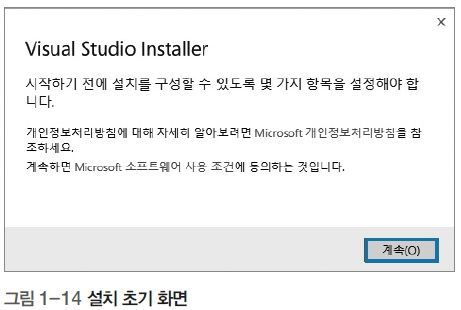 ×
Visual Studio Installer
시작하기 전에 설치를 구성할 수 있도록 몇 가지 항목을 설정해야 합
니다.
개인정보처리방침에 대해 자세히 알아보려면 Microsoft 개인정보처리방침을 참
조하세요.
계속하면 Microsoft 소프트웨어 사용 조건에 동의하는 것입니다.
계속(O)
그림 1-14 설치 초기 화면